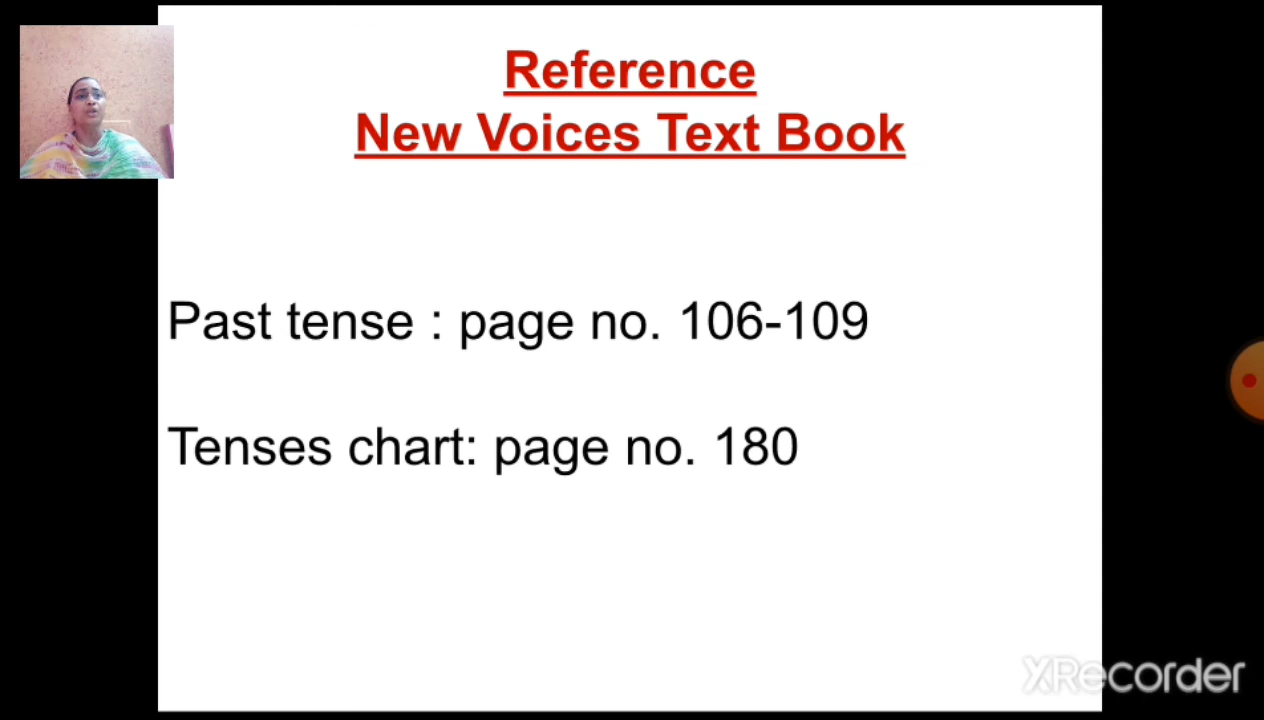 Reference
New Voices Text Book
Past tense : page no. 106-109
Tenses chart: page no. 180
XRecorder